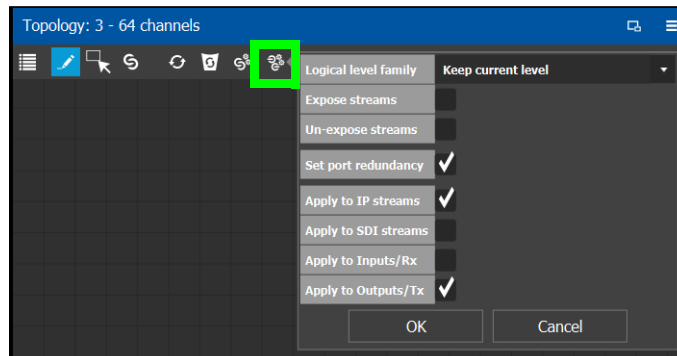 Topology: 3 - 64 channels
Logical level family Keep current level
Expose streams
Un-expose streams
Set port redundancy
Apply to IP streams
Apply to SDI streams
Apply to Inputs/Rx
Apply to Outputs/Tx
OK Cancel